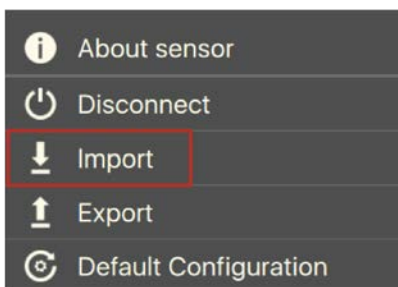 About sensor
Disconnect
Import
Export
Default Configuration